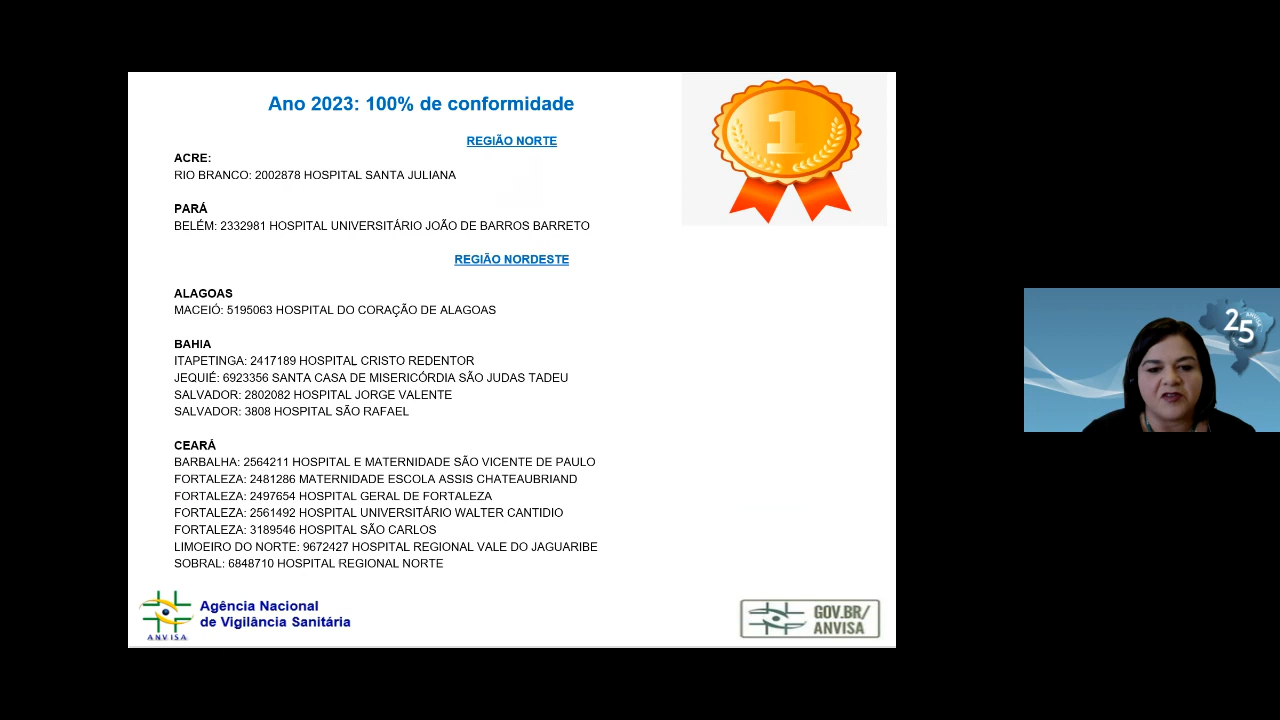 Ano 2023: 100% de conformidade
1
REGIÃO NORTE
ACRE:
RIO BRANCO: 2002878 HOSPITAL SANTA JULIANA
PARÁ
BELÉM: 2332981 HOSPITAL UNIVERSITÁRIO JOÃO DE BARROS BARRETO
REGIÃO NORDESTE
ALAGOAS
MACEIÓ: 5195063 HOSPITAL DO CORAÇÃO DE ALAGOAS
BAHIA
ITAPETINGA: 2417189 HOSPITAL CRISTO REDENTOR
JEQUIÉ: 6923356 SANTA CASA DE MISERICÓRDIA SÃO JUDAS TADEU
SALVADOR: 2802082 HOSPITAL JORGE VALENTE
SALVADOR: 3808 HOSPITAL SÃO RAFAEL
CEARÁ
BARBALHA: 2564211 HOSPITAL E MATERNIDADE SÃO VICENTE DE PAULO
FORTALEZA: 2481286 MATERNIDADE ESCOLA ASSIS CHATEAUBRIAND
FORTALEZA: 2497654 HOSPITAL GERAL DE FORTALEZA
FORTALEZA: 2561492 HOSPITAL UNIVERSITÁRIO WALTER CANTIDIO
FORTALEZA: 3189546 HOSPITAL SÃO CARLOS
LIMOEIRO DO NORTE: 9672427 HOSPITAL REGIONAL VALE DO JAGUARIBE
SOBRAL: 6848710 HOSPITAL REGIONAL NORTE
ANVISA
Agência Nacional
de Vigilância Sanitária
GOV.BR/
ANVISA
25
ANVISA